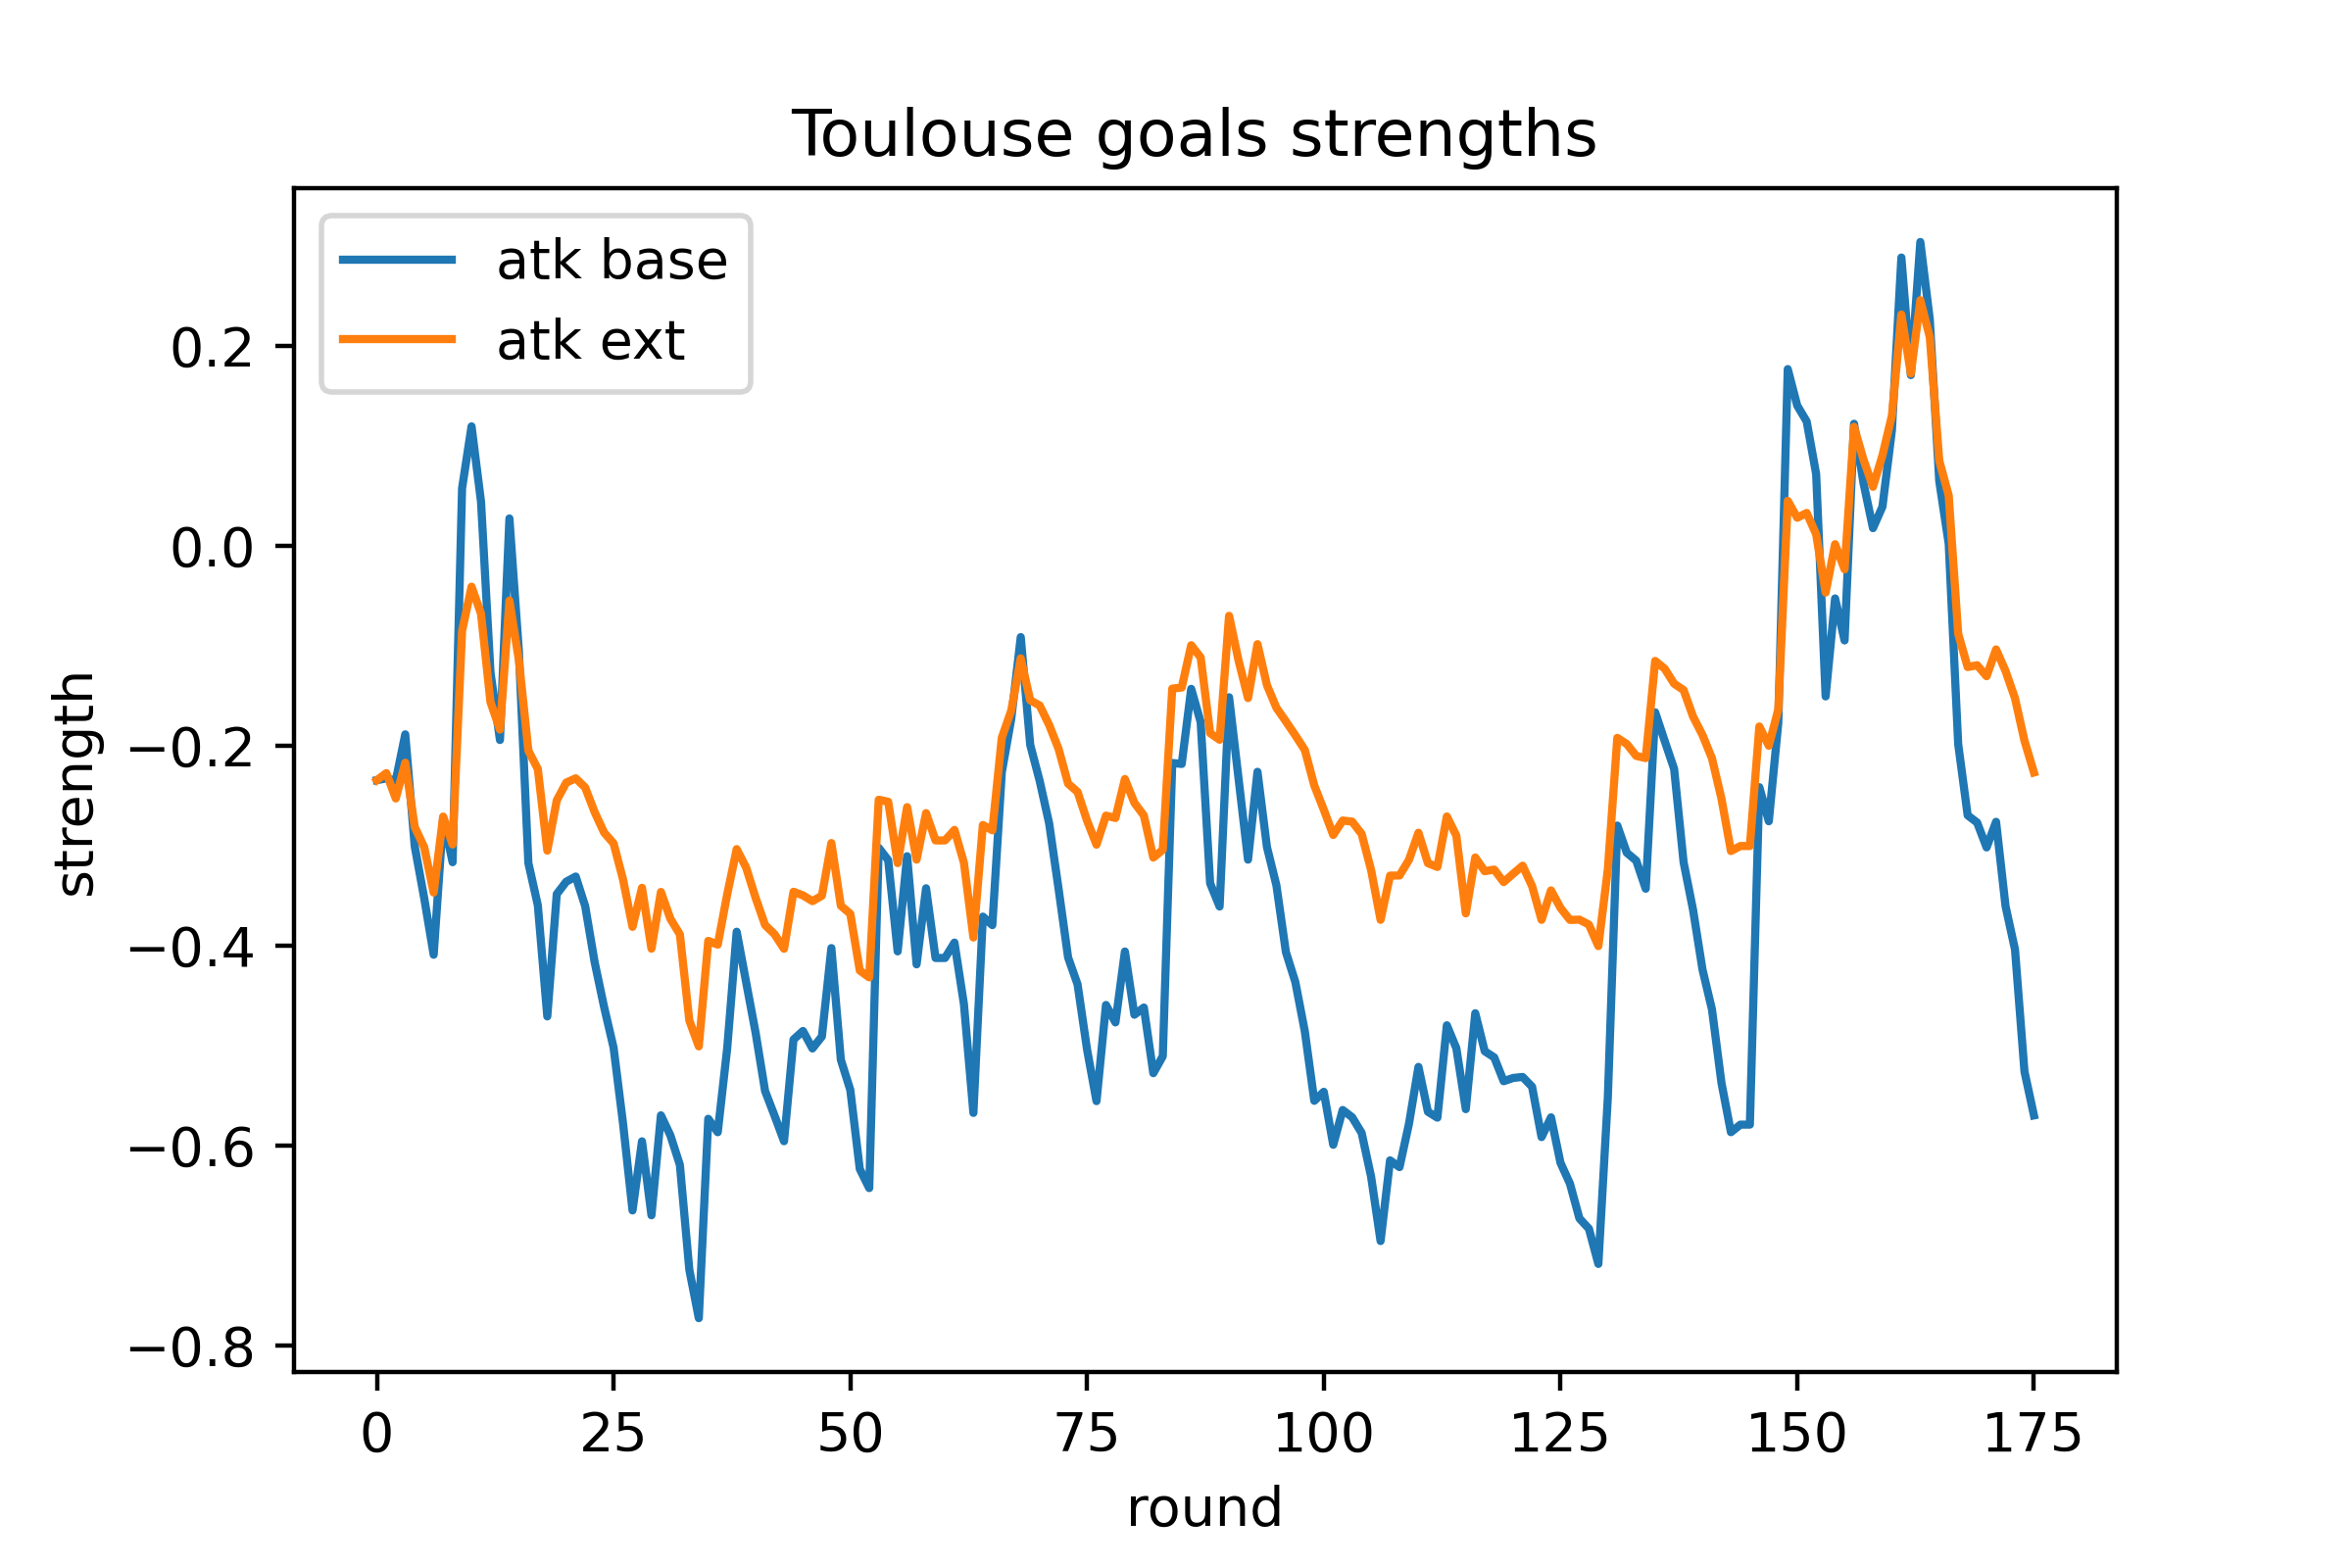 Toulouse goals strengths
atk base
atk ext
strength
0.2
0.0
−0.2
−0.4
−0.6
−0.8
0 25 50 75 100 125 150 175
round